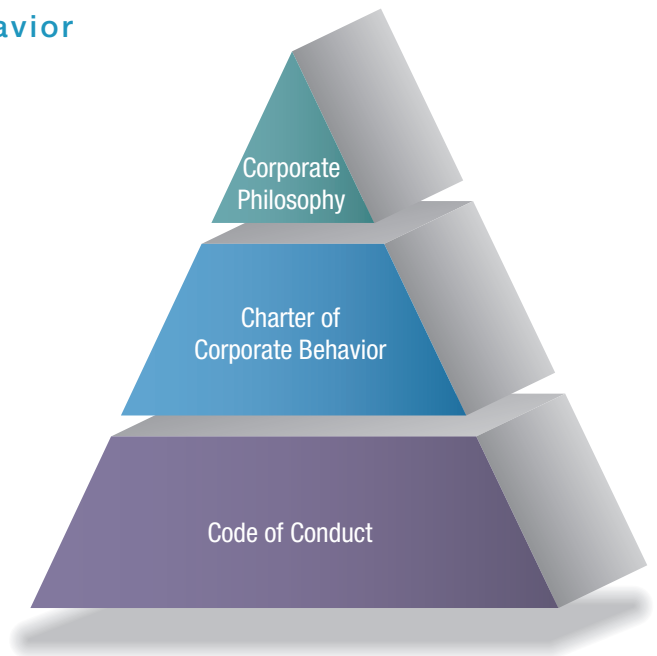 avior
Corporate
Philosophy
Charter of
Corporate Behavior
Code of Conduct